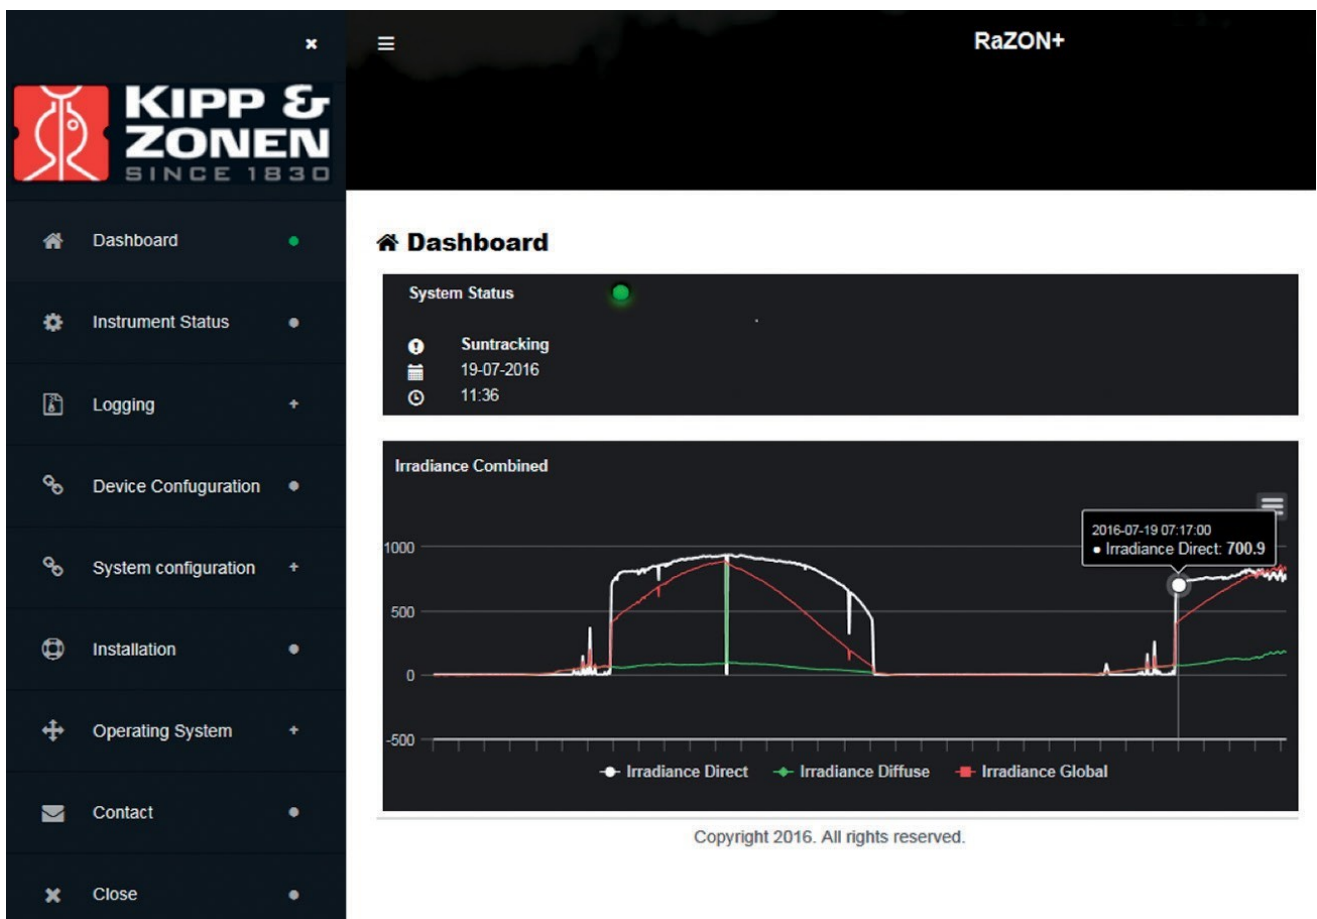 RaZON+
KIPP &
ZONEN
SINCE 1830
Dashboard
Instrument Status
Logging
Device Confuguration
System configuration
Installation
Operating System
Contact
Close
Dashboard
System Status
Suntracking
19-07-2016
11:36
Irradiance Combined
2016-07-19 07:17:00
Irradiance Direct: 700.9
1000
500
0
-500
Irradiance Direct Irradiance Diffuse Irradiance Global
Copyright 2016. All rights reserved.